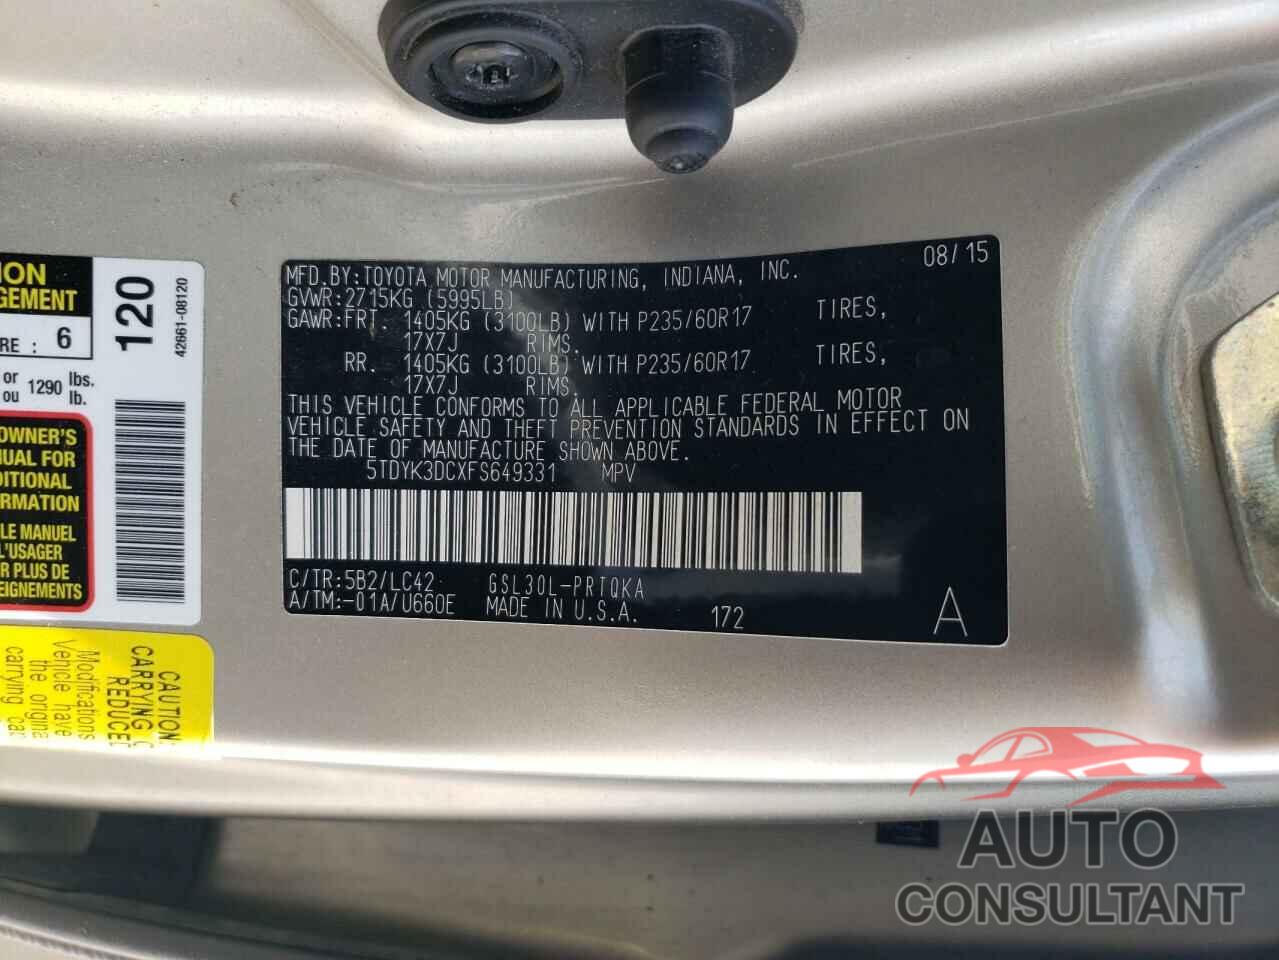 08/15
MFD.BY:TOYOTA MOTOR MANUFACTURING, INDIANA, INC.
GVWR:2715KG (5995LB)
GAWR:FRT. 1405KG (3100LB) WITH P235/60R17 TIRES,
17X7J RIMS.
RR. 1405KG (3100LB) WITH P235/60R17 TIRES,
17X7J RIMS.
THIS VEHICLE CONFORMS TO ALL APPLICABLE FEDERAL MOTOR
VEHICLE SAFETY AND THEFT PREVENTION STANDARDS IN EFFECT ON
THE DATE OF MANUFACTURE SHOWN ABOVE.
5TDYK3DCXFS649331 MPV
C/TR:5B2/LC42 GSL30L-PRTQKA
A/TM:-01A/U660E MADE IN U.S.A. 172 A
ION
GEMENT
RE : 6
or 1290 lbs.
ou lb.
120
42661-08120
OWNER'S
UAL FOR
DITIONAL
ORMATION
LE MANUEL
L'USAGER
R PLUS DE
EIGNEMENTS
CAUTION
CARRYING C
REDUCED
Modifications
Vehicle have
the origina
carrying cap
AUTO
CONSULTANT